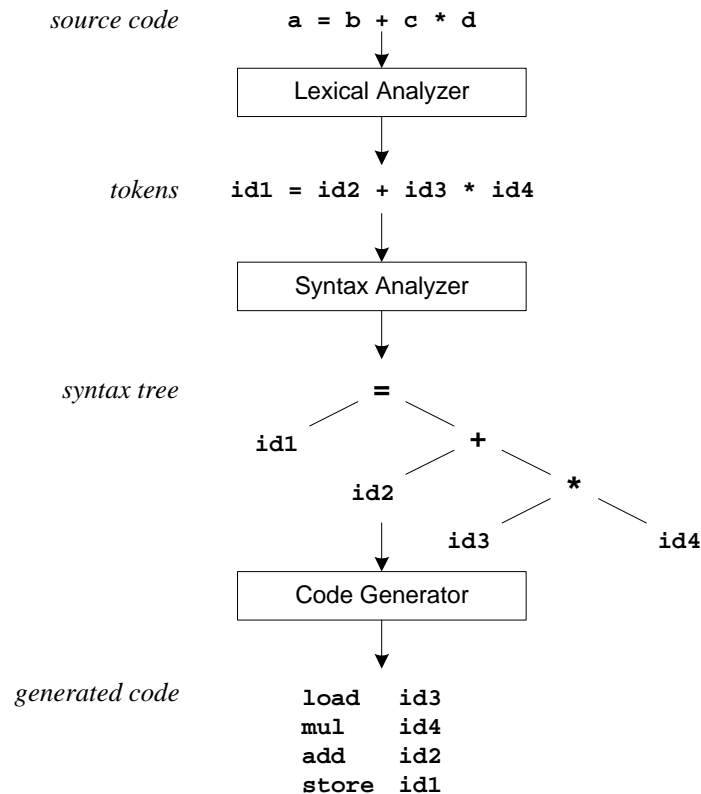 source code a = b + c * d
Lexical Analyzer
tokens id1 = id2 + id3 * id4
Syntax Analyzer
syntax tree =
id1 +
id2 *
id3 id4
Code Generator
generated code load id3
mul id4
add id2
store id1